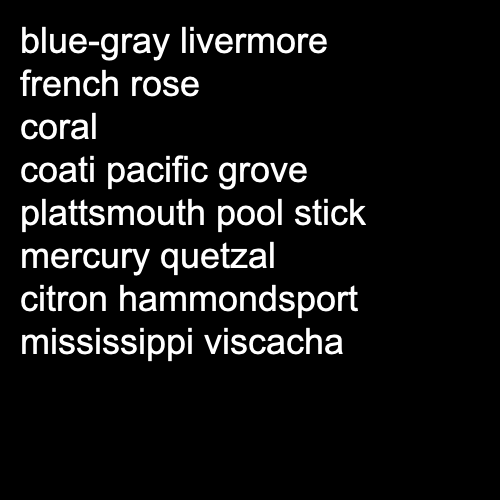 blue-gray livermore
french rose
coral
coati pacific grove
plattsmouth pool stick
mercury quetzal
citron hammondsport
mississippi viscacha